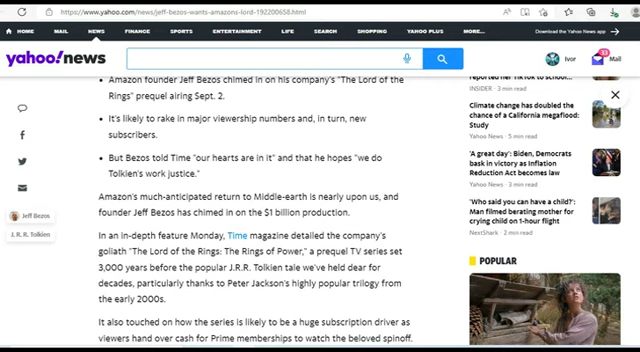 https://www.yahoo.com/news/jeff-bezos-wants-amazons-lord-192200658.html
HOME MAIL NEWS FINANCE SPORTS ENTERTAINMENT LIFE SEARCH SHOPPING YAHOO PLUS MORE... Download the Yahoo News app
yahoo!news
Ivor
33
Mail
• Amazon founder Jeff Bezos chimed in on his company's "The Lord of the
Rings" prequel airing Sept. 2.
• It's likely to rake in major viewership numbers and, in turn, new
subscribers.
• But Bezos told Time "our hearts are in it" and that he hopes "we do
Tolkien's work justice."
Amazon's much-anticipated return to Middle-earth is nearly upon us, and
founder Jeff Bezos has chimed in on the $1 billion production.
In an in-depth feature Monday, Time magazine detailed the company's
goliath "The Lord of the Rings: The Rings of Power," a prequel TV series set
3,000 years before the popular J.R.R. Tolkien tale we've held dear for
decades, particularly thanks to Peter Jackson's highly popular trilogy from
the early 2000s.
It also touched on how the series is likely to be a huge subscription driver as
viewers hand over cash for Prime memberships to watch the beloved spinoff.
Jeff Bezos
J. R. R. Tolkien
reported her TikTok to school...
INSIDER · 3 min read
Climate change has doubled the
chance of a California megaflood:
Study
Yahoo News · 5 min read
'A great day': Biden, Democrats
bask in victory as Inflation
Reduction Act becomes law
Yahoo News · 3 min read
'Who said you can have a child?':
Man filmed berating mother for
crying child on 1-hour flight
NextShark · 2 min read
POPULAR